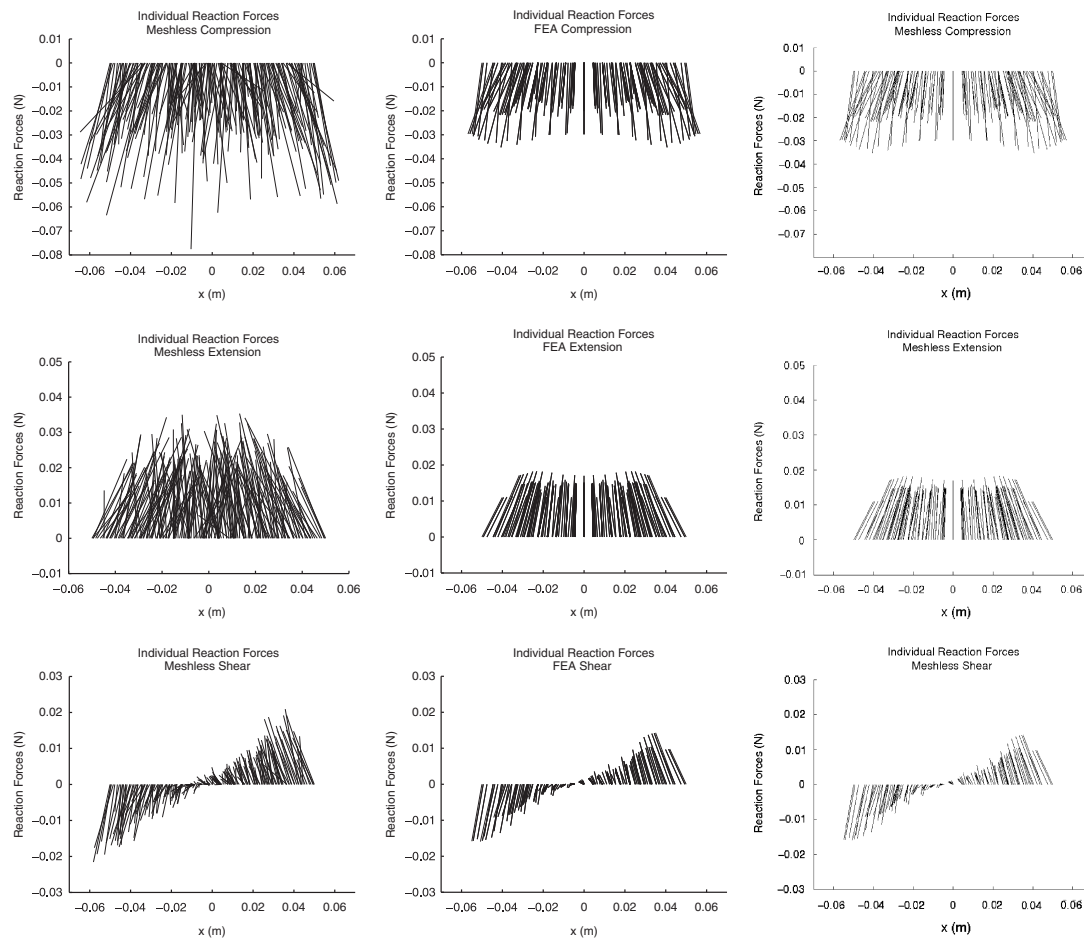 Individual Reaction Forces
Meshless Compression
0.01
0
−0.01
−0.02
−0.03
−0.04
−0.05
−0.06
−0.07
−0.08
Reaction Forces (N)
−0.06 −0.04 −0.02 0 0.02 0.04 0.06
x (m)
Individual Reaction Forces
FEA Compression
0.01
0
−0.01
−0.02
−0.03
−0.04
−0.05
−0.06
−0.07
−0.08
Reaction Forces (N)
−0.06 −0.04 −0.02 0 0.02 0.04 0.06
x (m)
Individual Reaction Forces
Meshless Compression
0.01
0
−0.01
−0.02
−0.03
−0.04
−0.05
−0.06
−0.07
Reaction Forces (N)
−0.06 −0.04 −0.02 0 0.02 0.04 0.06
x (m)
Individual Reaction Forces
Meshless Extension
0.05
0.04
0.03
0.02
0.01
0
−0.01
Reaction Forces (N)
−0.06 −0.04 −0.02 0 0.02 0.04 0.06
x (m)
Individual Reaction Forces
FEA Extension
0.05
0.04
0.03
0.02
0.01
0
−0.01
Reaction Forces (N)
−0.06 −0.04 −0.02 0 0.02 0.04 0.06
x (m)
Individual Reaction Forces
Meshless Extension
0.05
0.04
0.03
0.02
0.01
0
−0.01
Reaction Forces (N)
−0.06 −0.04 −0.02 0 0.02 0.04 0.06
x (m)
Individual Reaction Forces
Meshless Shear
0.03
0.02
0.01
0
−0.01
−0.02
−0.03
Reaction Forces (N)
−0.06 −0.04 −0.02 0 0.02 0.04 0.06
x (m)
Individual Reaction Forces
FEA Shear
0.03
0.02
0.01
0
−0.01
−0.02
−0.03
Reaction Forces (N)
−0.06 −0.04 −0.02 0 0.02 0.04 0.06
x (m)
Individual Reaction Forces
Meshless Shear
0.03
0.02
0.01
0
−0.01
−0.02
−0.03
Reaction Forces (N)
−0.06 −0.04 −0.02 0 0.02 0.04 0.06
x (m)